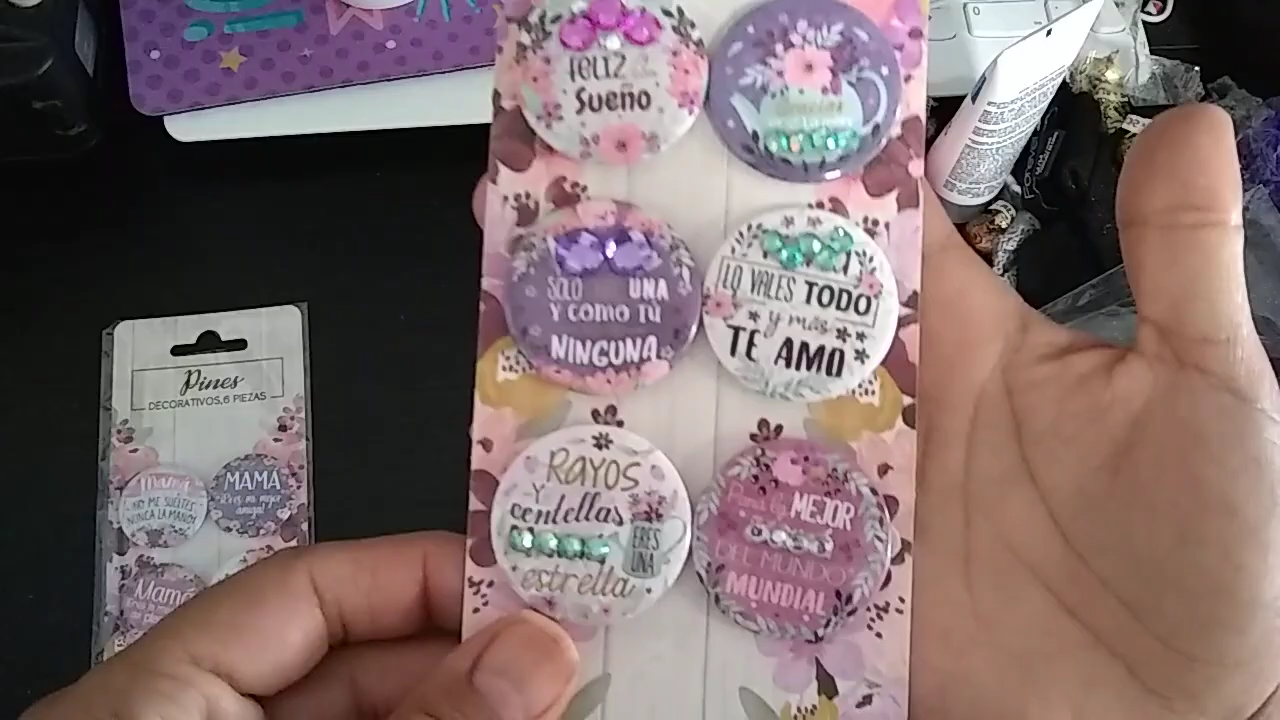 FELIZ
Sueño
SOLO UNA
Y COMO TÚ
NINGUNA
LO VALES TODO
y más
TE AMO
RAYOS
Y
centellas
ERES
UNA
estrella
Para la MEJOR
DEL MUNDO
MUNDIAL
Pines
DECORATIVOS, 6 PIEZAS
Mamá
NO ME SUELTES
NUNCA LA MANO!
MAMÁ
Eres mi mejor
amiga!
Mamá
Forever